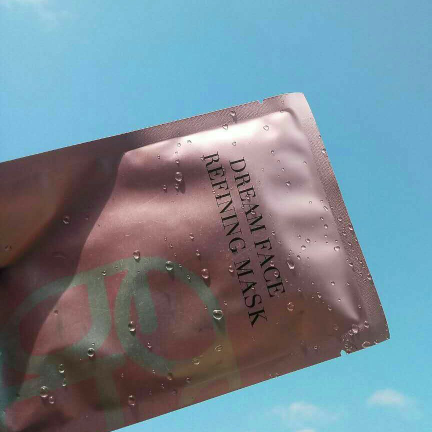 DREAM FACE
REFINING MASK